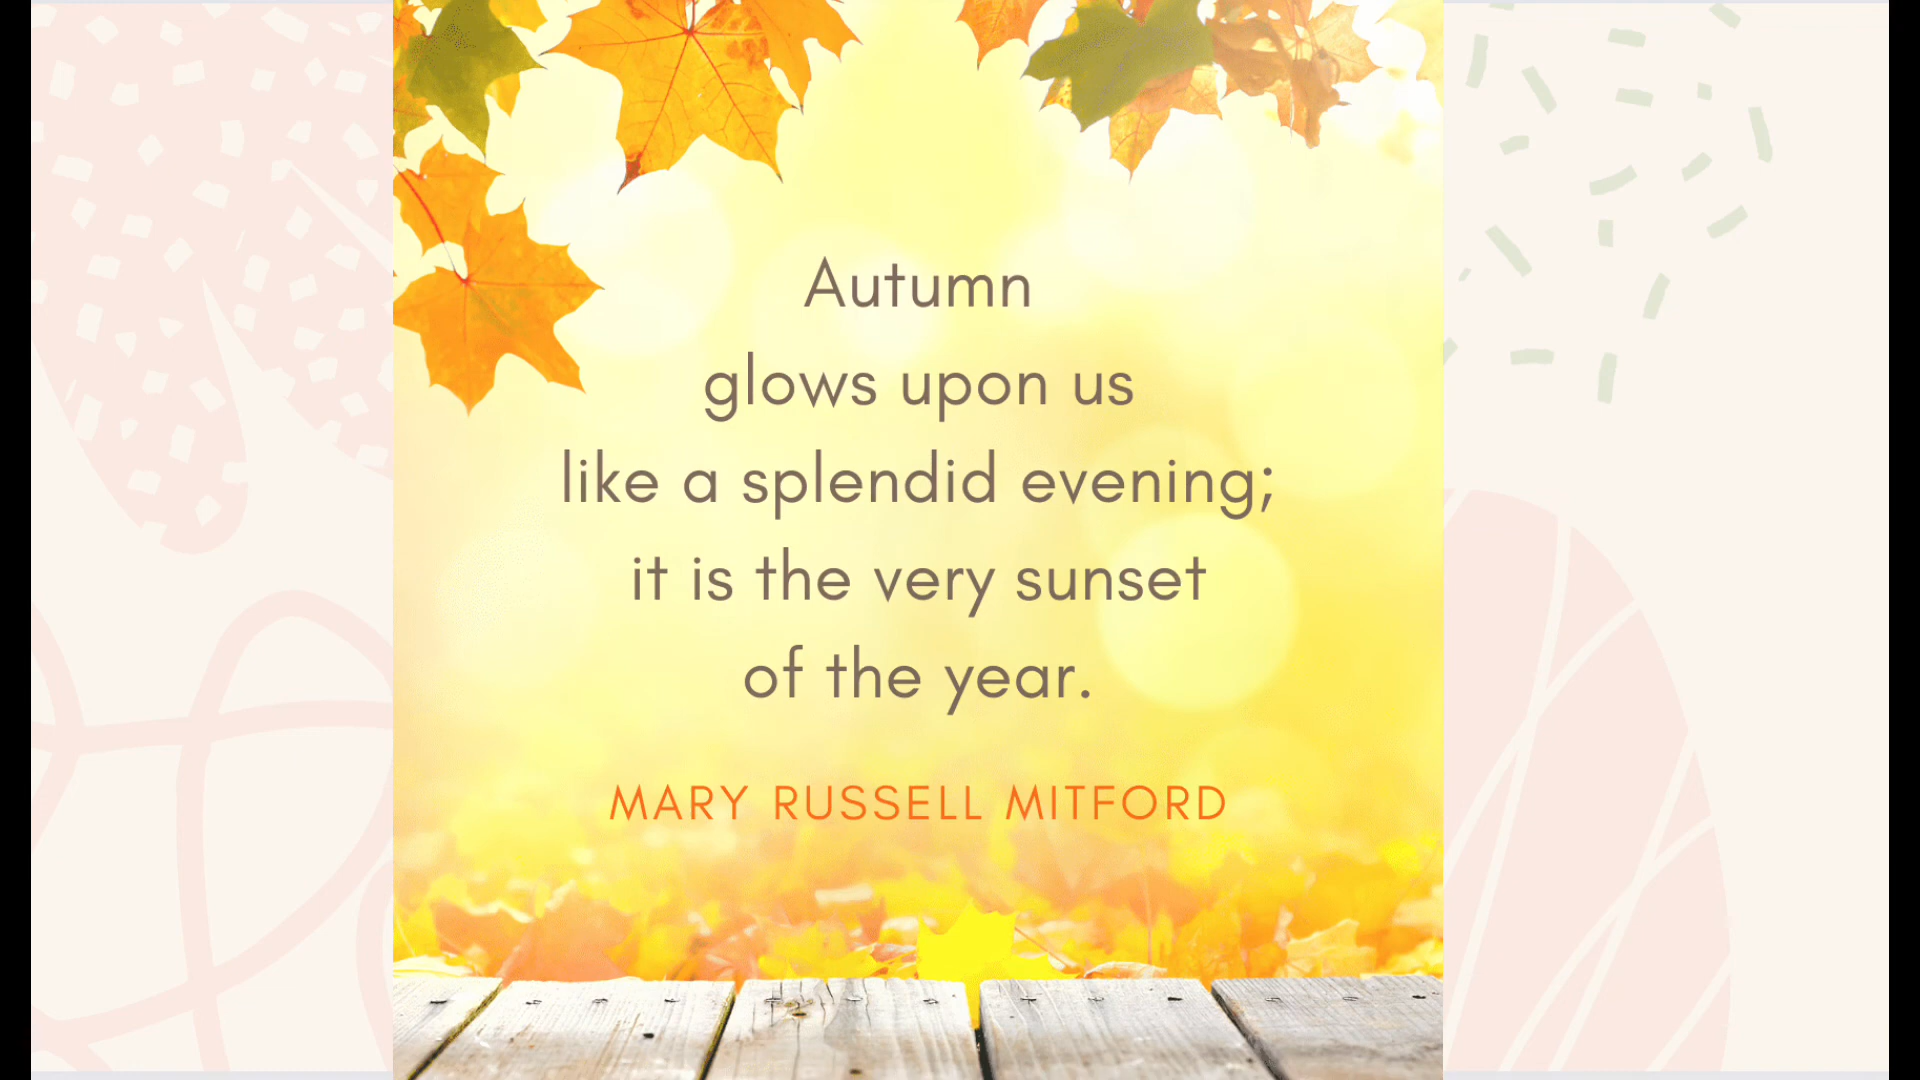 Autumn
glows upon us
like a splendid evening;
it is the very sunset
of the year.
MARY RUSSELL MITFORD